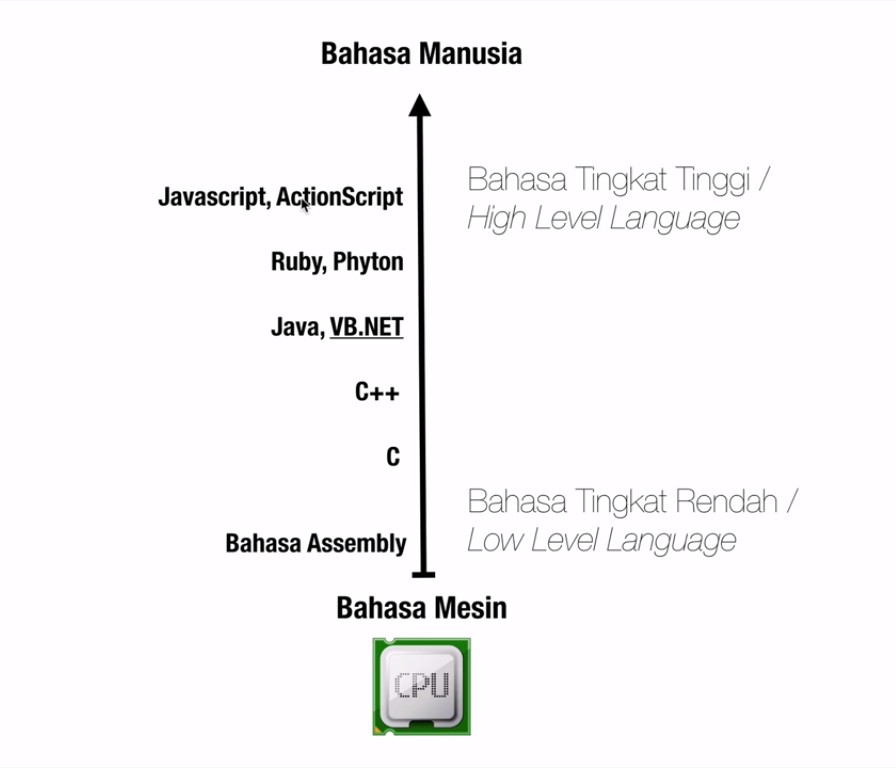 Bahasa Manusia
Javascript, ActionScript
Bahasa Tingkat Tinggi /
High Level Language
Ruby, Phyton
Java, VB.NET
C++
C
Bahasa Tingkat Rendah /
Low Level Language
Bahasa Assembly
Bahasa Mesin
CPU